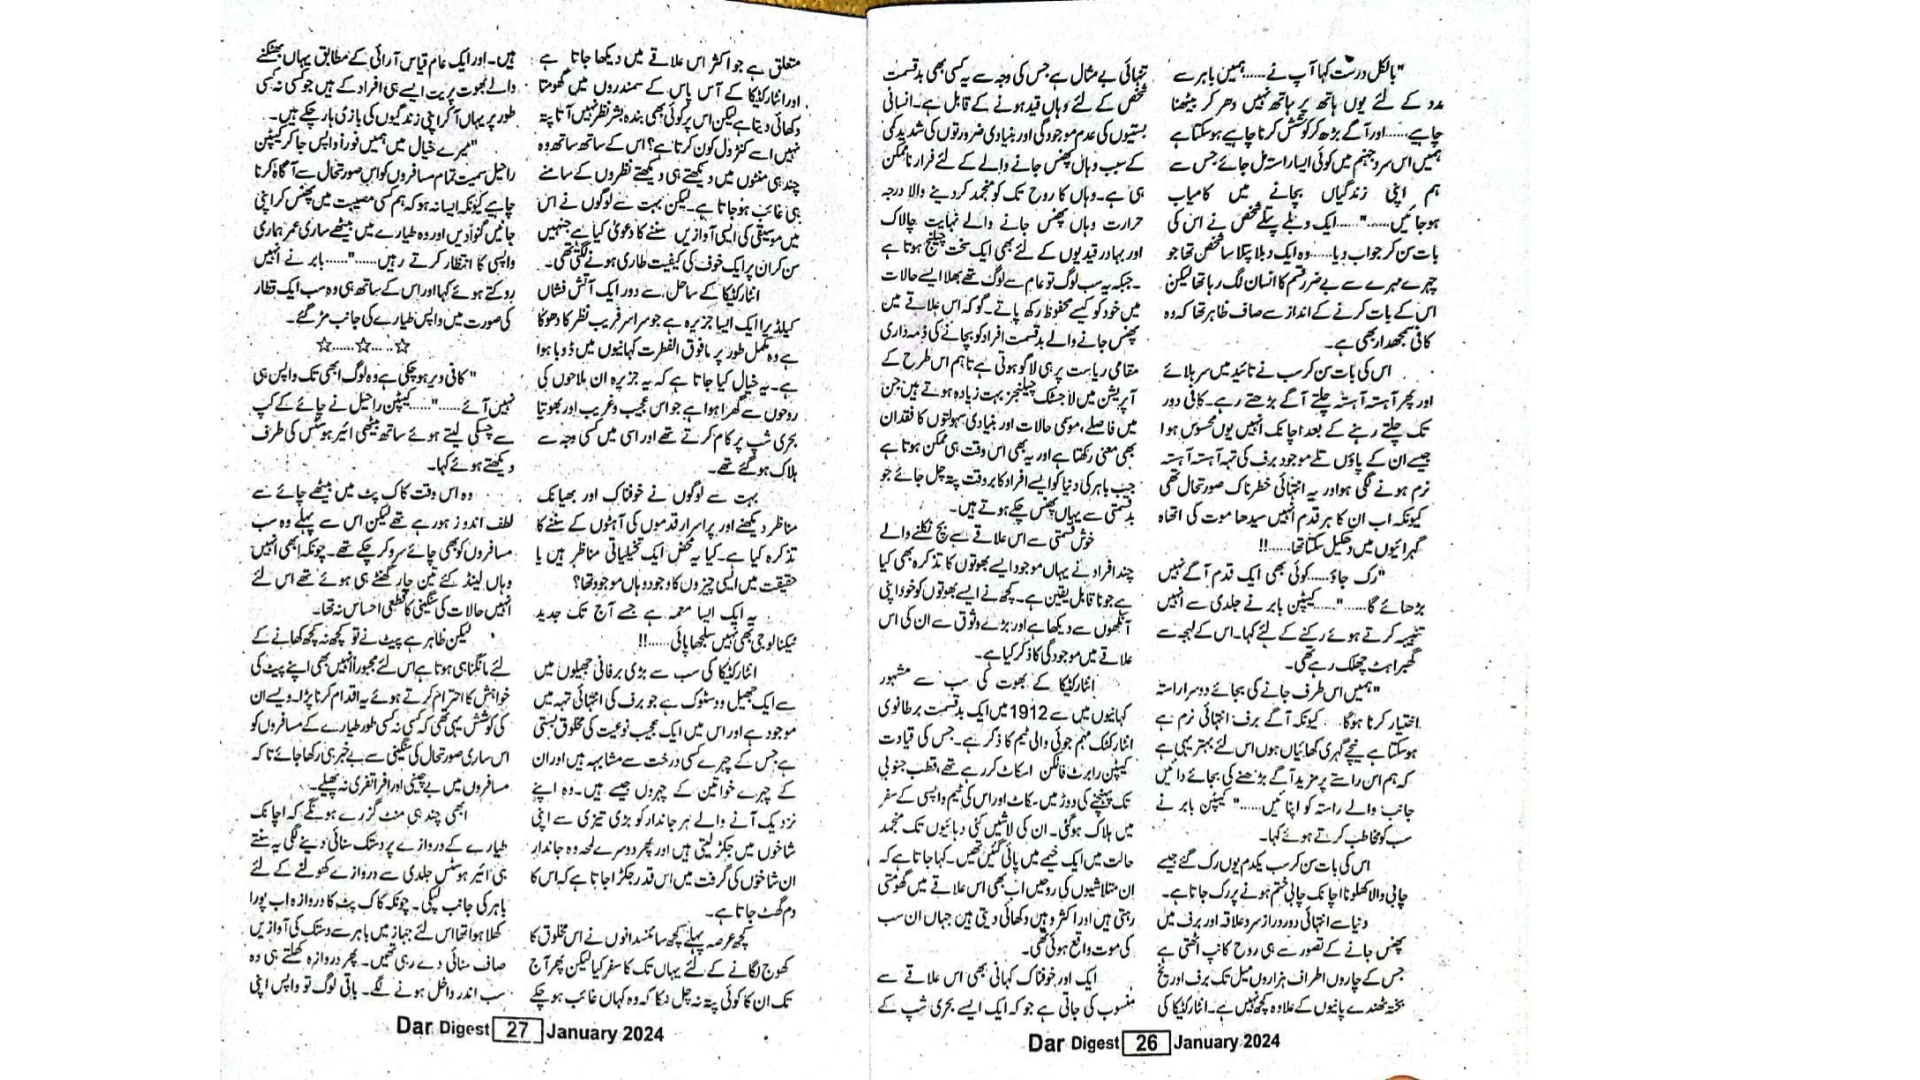 "بالکل درست کہا آپ نے......ہمیں باہر سے
مدد کے لئے یوں ہاتھ پر ہاتھ نہیں دھر کر بیٹھنا
چاہیے......اور آگے بڑھ کر کوشش کرنا چاہیے ہوسکتا ہے
ہمیں اس سرد جہنم میں کوئی ایسا راستہ مل جائے جس سے
ہم اپنی زندگیاں بچانے میں کامیاب
ہوجائیں......"......ایک دبلے پتلے شخص نے اس کی
بات سن کر جواب دیا......وہ ایک دبلا پتلا سا شخص تھا جو
چہرے مہرے سے بے ضرر قسم کا انسان لگ رہا تھا لیکن
اس کے بات کرنے کے انداز سے صاف ظاہر تھا کہ وہ
کافی سمجھدار بھی ہے۔
اس کی بات سن کر سب نے تائید میں سر ہلائے
اور پھر آہستہ آہستہ چلتے آگے بڑھتے رہے۔ کافی دور
تک چلتے رہنے کے بعد اچانک انہیں یوں محسوس ہوا
جیسے ان کے پاؤں تلے موجود برف کی تہہ آہستہ آہستہ
نرم ہونے لگی ہو اور یہ انتہائی خطرناک صورتحال تھی
کیونکہ اب ان کا ہر قدم انہیں سیدھا موت کی اتھاہ
گہرائیوں میں دھکیل سکتا تھا......!!
"رک جاؤ......کوئی بھی ایک قدم آگے نہیں
بڑھائے گا......"......کیپٹن بابر نے جلدی سے انہیں
تنبیہہ کرتے ہوئے رکنے کے لئے کہا۔ اس کے لہجہ سے
گھبراہٹ چھلک رہے تھی۔
"ہمیں اس طرف جانے کی بجائے دوسرا راستہ
اختیار کرنا ہوگا... کیونکہ آگے برف انتہائی نرم ہے
ہوسکتا ہے نیچے گہری کھائیاں ہوں اس لئے بہتر یہی ہے
کہ ہم اس راستے پر مزید آگے بڑھنے کی بجائے دائیں
جانب والے راستہ کو اپنائیں......" کیپٹن بابر نے
سب کو مخاطب کرتے ہوئے کہا۔
اس کی بات سن کر سب یکدم یوں رک گئے جیسے
چابی والا کھلونا اچانک چابی ختم ہونے پر رک جاتا ہے۔
دنیا سے انتہائی دور دراز سرد علاقہ اور برف میں
پھنس جانے کے تصور سے ہی روح کانپ اٹھتی ہے
جس کے چاروں اطراف ہزاروں میل تک برف اور یخ
بختہ ٹھنڈے پانیوں کے علاوہ کچھ نہیں ہے۔ انٹارکٹیکا کی
تنہائی بے مثال ہے جس کی وجہ سے یہ کسی بھی بدقسمت
شخص کے لئے وہاں قید ہونے کے قابل ہے۔ انسانی
بستیوں کی عدم موجودگی اور بنیادی ضرورتوں کی شدید کمی
کے سبب وہاں پھنس جانے والے کے لئے فرار ناممکن
ہی ہے۔ وہاں کا روح تک کو منجمد کردینے والا درجہ
حرارت وہاں پھنس جانے والے نہایت چالاک
اور بہادر قیدیوں کے لئے بھی ایک سخت چیلنج ہوتا ہے
۔جبکہ یہ سب لوگ تو عام سے لوگ تھے بھلا ایسے حالات
میں خود کو کیسے محفوظ رکھ پاتے۔ گو کہ اس علاقے میں
پھنس جانے والے بدقسمت افراد کو بچانے کی ذمہ داری
مقامی ریاست پر ہی لاگو ہوتی ہے تاہم اس طرح کے
آپریشن میں لاجسٹک چیلنجز بہت زیادہ ہوتے ہیں جن
میں فاصلے، موسمی حالات اور بنیادی سہولتوں کا فقدان
بھی معنی رکھتا ہے اور یہ بھی اس وقت ہی ممکن ہوتا ہے
جب باہر کی دنیا کو ایسے افراد کا بروقت پتہ چل جائے جو
بدقسمتی سے یہاں پھنس چکے ہوتے ہیں۔
خوش قسمتی سے اس علاقے سے بچ نکلنے والے
چند افراد نے یہاں موجود ایسے بھوتوں کا تذکرہ بھی کیا
ہے جو ناقابل یقین ہے۔ کچھ نے ایسے بھوتوں کو خود اپنی
آنکھوں سے دیکھا ہے اور بڑے وثوق سے ان کی اس
علاقے میں موجودگی کا ذکر کیا ہے۔
انٹارکٹیکا کے بھوت کی سب سے مشہور
کہانیوں میں سے 1912 میں ایک بدقسمت برطانوی
انٹارکٹک مہم جوئی والی ٹیم کا ذکر ہے۔ جس کی قیادت
کیپٹن رابرٹ فالکن اسکاٹ کررہے تھے، قطب جنوبی
تک پہنچنے کی دوڑ میں سکاٹ اور اس کی ٹیم واپسی کے سفر
میں ہلاک ہوگئی۔ ان کی لاشیں کئی دہائیوں تک منجمد
حالت میں ایک خیمے میں پائی گئیں تھیں۔ کہا جاتا ہے کہ
ان متلاشیوں کی روحیں اب بھی اس علاقے میں گھومتی
رہتی ہیں اور اکثر وہیں دکھائی دیتی ہیں جہاں ان سب
کی موت واقع ہوئی تھی۔
ایک اور خوفناک کہانی بھی اس علاقے سے
منسوب کی جاتی ہے جو کہ ایک ایسے بحری شپ کے
Dar Digest 26 January 2024
متعلق ہے جو اکثر اس علاقے میں دیکھا جاتا ہے
اور انٹارکٹیکا کے آس پاس کے سمندروں میں گھومتا
دکھائی دیتا ہے لیکن اس پر کوئی بھی بندہ بشر نظر نہیں آتا پتہ
نہیں اسے کنٹرول کون کرتا ہے؟ اس کے ساتھ ساتھ وہ
چند ہی منٹوں میں دیکھتے ہی دیکھتے نظروں کے سامنے
ہی غائب ہوجاتا ہے۔ لیکن بہت سے لوگوں نے اس
میں موسیقی کی ایسی آوازیں سننے کا دعویٰ کیا ہے جنہیں
سن کر ان پر ایک خوف کی کیفیت طاری ہونے لگتی تھی۔
انٹارکٹیکا کے ساحل سے دور ایک آتش فشاں
کیلڈیرا ایک ایسا جزیرہ ہے جو سراسر فریب نظر کا دھوکا
ہے وہ مکمل طور پر مافوق الفطرت کہانیوں میں ڈوبا ہوا
ہے۔ یہ خیال کیا جاتا ہے کہ یہ جزیرہ ان ملاحوں کی
روحوں سے گھرا ہوا ہے جو اس عجیب وغریب اور بھوتیا
بحری شپ پر کام کرتے تھے اور اسی میں کسی وجہ سے
ہلاک ہوگئے تھے۔
بہت سے لوگوں نے خوفناک اور بھیانک
مناظر دیکھنے اور پراسرار قدموں کی آہٹوں کے سننے کا
تذکرہ کیا ہے۔ کیا یہ محض ایک تخیلیاتی مناظر ہیں یا
حقیقت میں ایسی چیزوں کا وجود وہاں موجود تھا؟
یہ ایک ایسا معمہ ہے جسے آج تک جدید
ٹیکنالوجی بھی نہیں سلجھا پائی......!!
انٹارکٹیکا کی سب سے بڑی برفانی جھیلوں میں
سے ایک جھیل ووسٹوک ہے جو برف کی انتہائی تہہ میں
موجود ہے اور اس میں ایک عجیب نوعیت کی مخلوق بستی
ہے جس کے چہرے کسی درخت سے مشابہہ ہیں اور ان
کے چہرے خواتین کے چہروں جیسے ہیں۔ وہ اپنے
نزدیک آنے والے ہر جاندار کو بڑی تیزی سے اپنی
شاخوں میں جکڑ لیتی ہیں اور پھر دوسرے لمحہ وہ جاندار
ان شاخوں کی گرفت میں اس قدر جکڑا جاتا ہے کہ اس کا
دم گھٹ جاتا ہے۔
کچھ عرصہ پہلے کچھ سائنسدانوں نے اس مخلوق کا
کھوج لگانے کے لئے یہاں تک کا سفر کیا لیکن پھر آج
تک ان کا کوئی پتہ نہ چل سکا کہ وہ کہاں غائب ہوچکے
ہیں۔ اور ایک عام قیاس آرائی کے مطابق یہاں بھٹکنے
والے بھوت پریت ایسے ہی افراد کے ہیں جو کسی نہ کسی
طور پر یہاں آکر اپنی زندگیوں کی بازی ہار چکے ہیں۔
"میرے خیال میں ہمیں فوراً واپس جاکر کیپٹن
راحیل سمیت تمام مسافروں کو اس صورتحال سے آگاہ کرنا
چاہیے کیونکہ ایسا نہ ہو کہ ہم کسی مصیبت میں پھنس کر اپنی
جانیں گنوا دیں اور وہ طیارے میں بیٹھے ساری عمر ہماری
واپسی کا انتظار کرتے رہیں......"......بابر نے انہیں
روکتے ہوئے کہا اور اس کے ساتھ ہی وہ سب ایک قطار
کی صورت میں واپس طیارے کی جانب مڑ گئے۔
☆......☆......☆
"کافی دیر ہوچکی ہے وہ لوگ ابھی تک واپس ہی
نہیں آئے......"......کیپٹن راحیل نے چائے کے کپ
سے چسکی لیتے ہوئے ساتھ بیٹھی ائیر ہوسٹس کی طرف
دیکھتے ہوئے کہا۔
وہ اس وقت کاک پٹ میں بیٹھے چائے سے
لطف اندوز ہورہے تھے لیکن اس سے پہلے وہ سب
مسافروں کو بھی چائے سرو کرچکے تھے۔ چونکہ ابھی انہیں
وہاں لینڈ کئے تین چار گھنٹے ہی ہوئے تھے اس لئے
انہیں حالات کی سنگینی کا قطعی احساس نہ تھا۔
لیکن ظاہر ہے پیٹ نے تو کچھ نہ کچھ کھانے کے
لئے مانگنا ہی ہوتا ہے اس لئے مجبوراً انہیں بھی اپنے پیٹ کی
خواہش کا احترام کرتے ہوئے یہ اقدام کرنا پڑا۔ ویسے ان
کی کوشش یہی تھی کہ کسی نہ کسی طور طیارے کے مسافروں کو
اس ساری صورتحال کی سنگینی سے بے خبر ہی رکھا جائے تاکہ
مسافروں میں بے چینی اور افراتفری نہ پھیلے۔
ابھی چند ہی منٹ گزرے ہونگے کہ اچانک
طیارے کے دروازے پر دستک سنائی دینے لگی یہ سنتے
ہی ائیر ہوسٹس جلدی سے دروازے کھولنے کے لئے
باہر کی جانب لپکی۔ چونکہ کاک پٹ کا دروازہ اب پورا
کھلا ہوا تھا اس لئے جہاز میں باہر سے دستک کی آوازیں
صاف سنائی دے رہی تھیں۔ پھر دروازہ کھلتے ہی وہ
سب اندر داخل ہونے لگے۔ باقی لوگ تو واپس اپنی
Dar Digest 27 January 2024